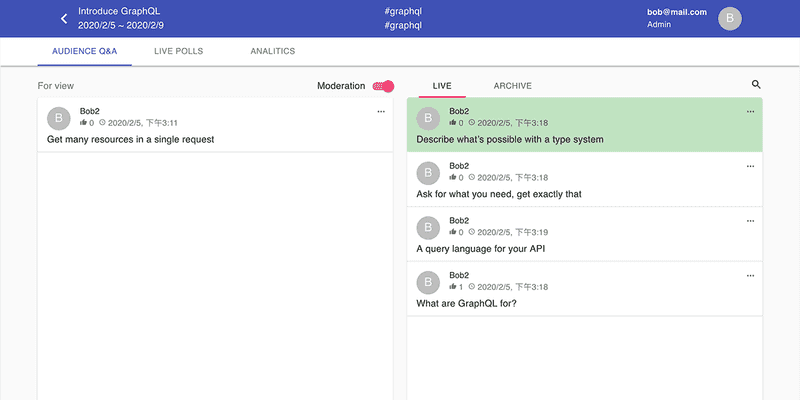 Introduce GraphQL
2020/2/5 ~ 2020/2/9
#graphql
#graphql
bob@mail.com
Admin
B
AUDIENCE Q&A
LIVE POLLS
ANALITICS
For view
Moderation
B
Bob2
0 2020/2/5, 下午3:11
Get many resources in a single request
LIVE
ARCHIVE
B
Bob2
0 2020/2/5, 下午3:18
Describe what's possible with a type system
B
Bob2
0 2020/2/5, 下午3:18
Ask for what you need, get exactly that
B
Bob2
0 2020/2/5, 下午3:19
A query language for your API
B
Bob2
1 2020/2/5, 下午3:18
What are GraphQL for?